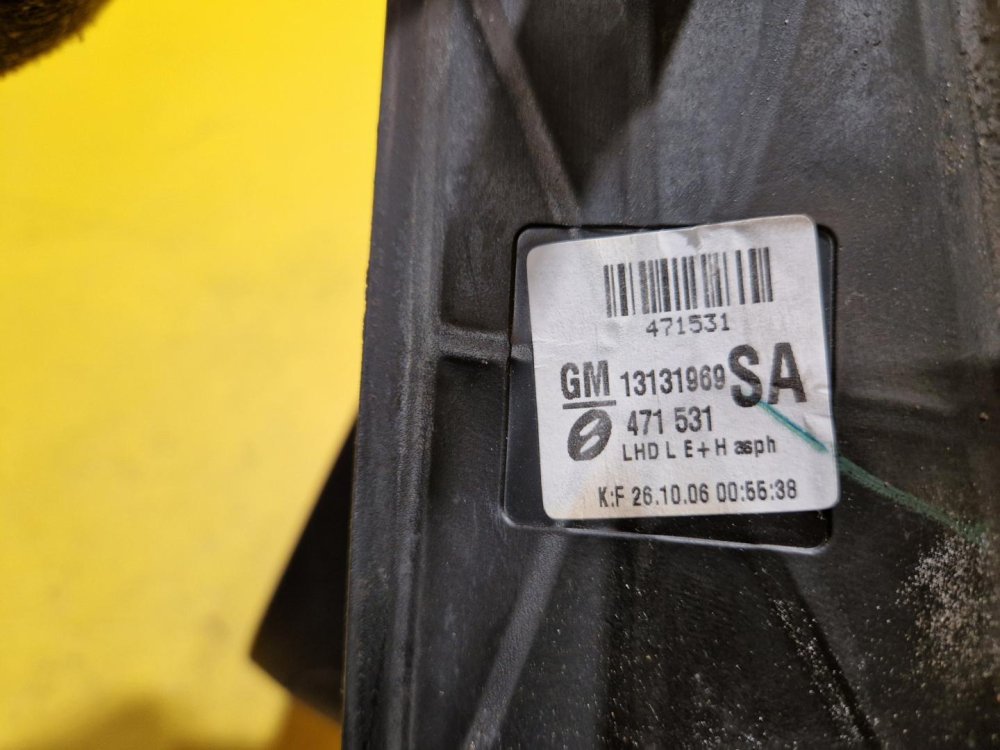 471531
GM 13131969 SA
471 531
LHD L E+H asph
K:F 26.10.06 00:55:38